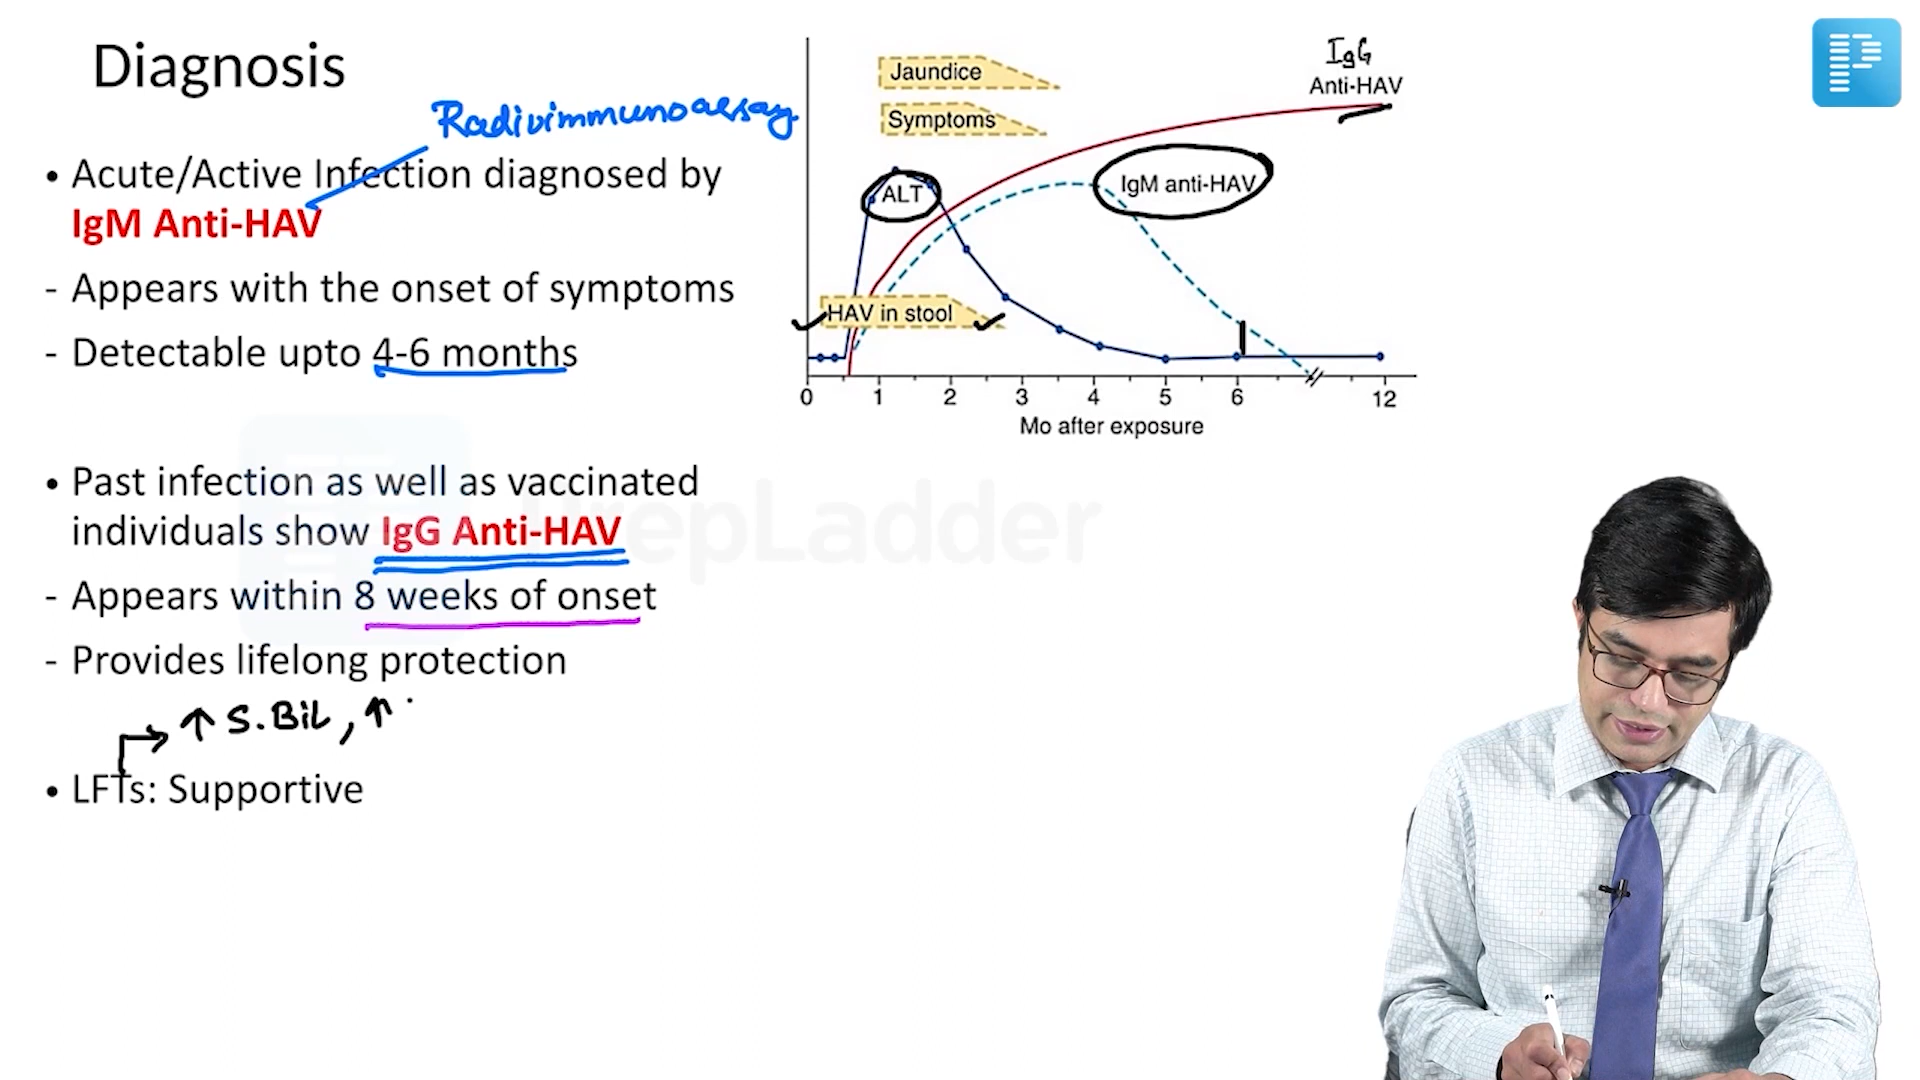 Diagnosis
Radioimmunoassay
• Acute/Active Infection diagnosed by
IgM Anti-HAV
- Appears with the onset of symptoms
- Detectable upto 4-6 months
• Past infection as well as vaccinated
individuals show IgG Anti-HAV
- Appears within 8 weeks of onset
- Provides lifelong protection
↑ S.Bil, ↑
• LFTs: Supportive
Jaundice
Symptoms
IgG
Anti-HAV
ALT
IgM anti-HAV
HAV in stool
0 1 2 3 4 5 6 12
Mo after exposure
PrepLadder